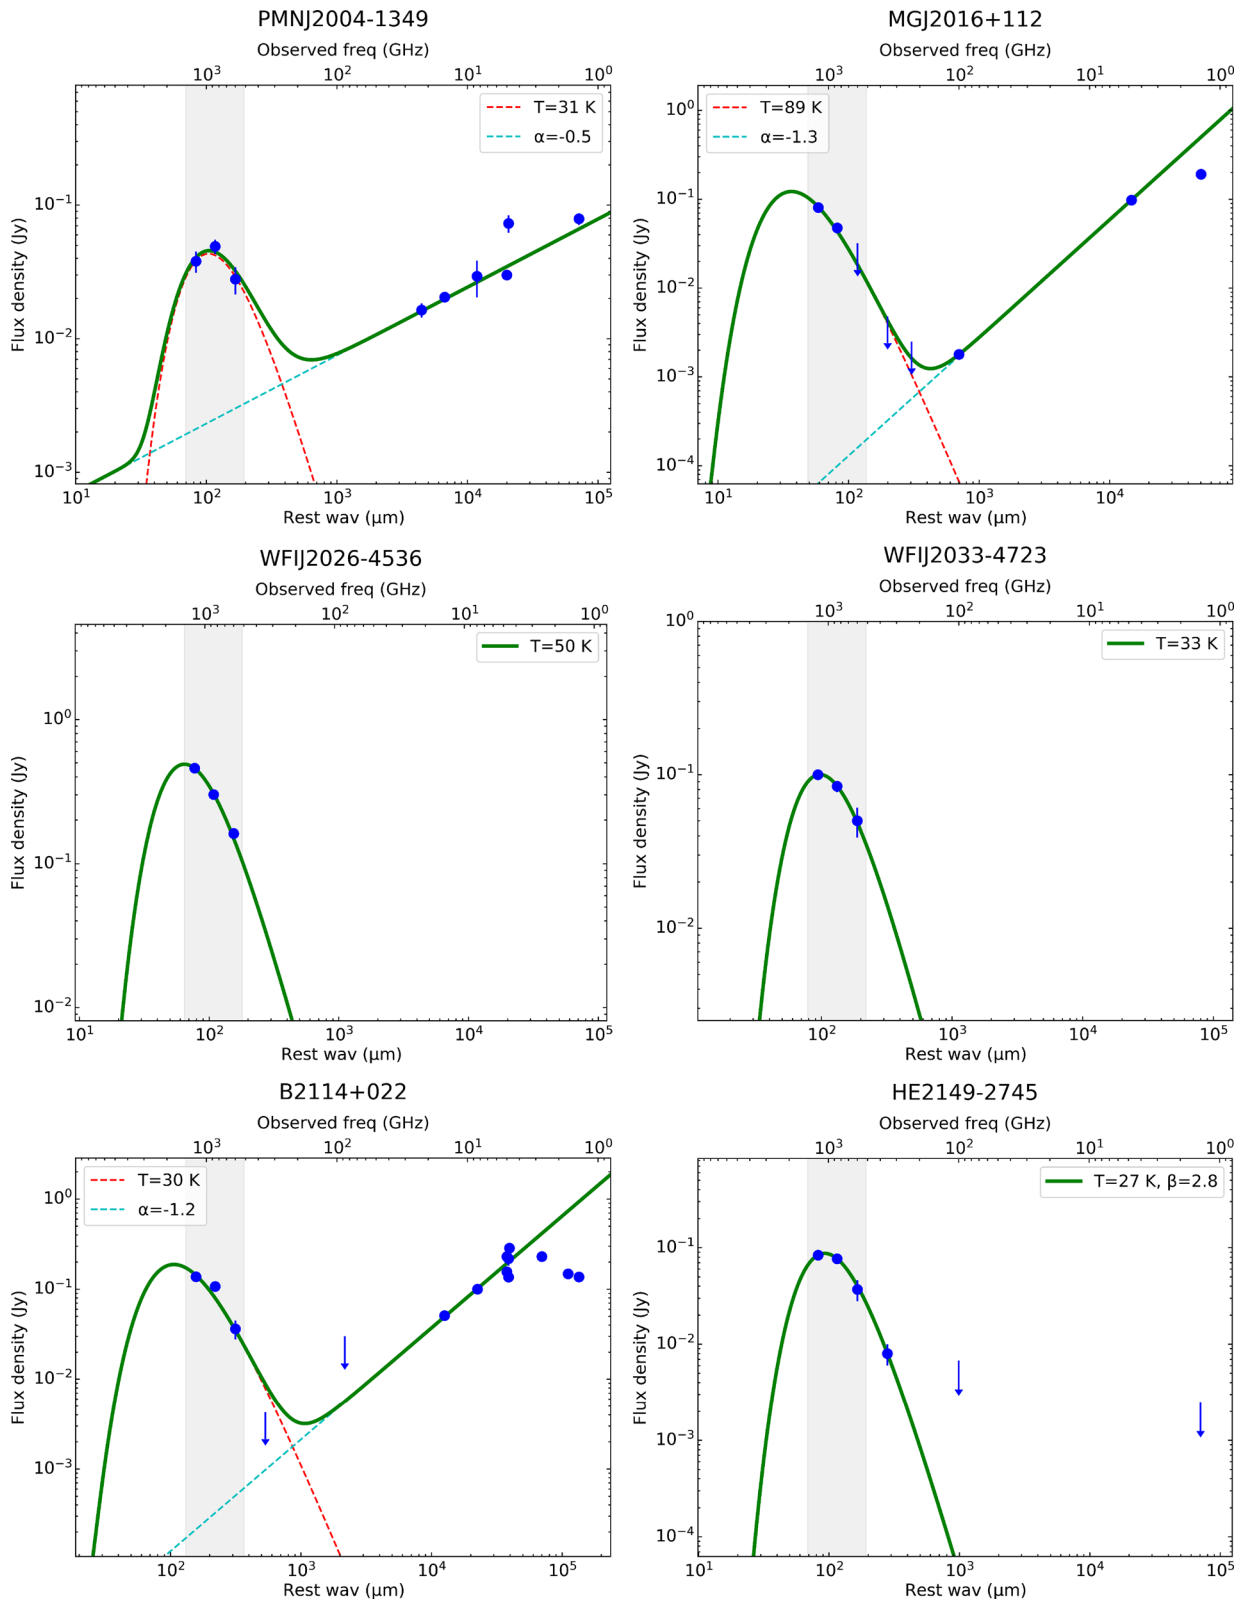 PMNJ2004-1349
Observed freq (GHz)
10³ 10² 10¹ 10⁰
T=31 K
α=-0.5
Flux density (Jy)
10⁻¹
10⁻²
10⁻³
10¹ 10² 10³ 10⁴ 10⁵
Rest wav (μm)
MGJ2016+112
Observed freq (GHz)
10³ 10² 10¹ 10⁰
T=89 K
α=-1.3
Flux density (Jy)
10⁰
10⁻¹
10⁻²
10⁻³
10⁻⁴
10¹ 10² 10³ 10⁴
Rest wav (μm)
WFIJ2026-4536
Observed freq (GHz)
10³ 10² 10¹ 10⁰
T=50 K
Flux density (Jy)
10⁰
10⁻¹
10⁻²
10¹ 10² 10³ 10⁴ 10⁵
Rest wav (μm)
WFIJ2033-4723
Observed freq (GHz)
10³ 10² 10¹ 10⁰
T=33 K
Flux density (Jy)
10⁰
10⁻¹
10⁻²
10² 10³ 10⁴ 10⁵
Rest wav (μm)
B2114+022
Observed freq (GHz)
10³ 10² 10¹ 10⁰
T=30 K
α=-1.2
Flux density (Jy)
10⁰
10⁻¹
10⁻²
10⁻³
10² 10³ 10⁴ 10⁵
Rest wav (μm)
HE2149-2745
Observed freq (GHz)
10³ 10² 10¹ 10⁰
T=27 K, β=2.8
Flux density (Jy)
10⁰
10⁻¹
10⁻²
10⁻³
10⁻⁴
10¹ 10² 10³ 10⁴ 10⁵
Rest wav (μm)